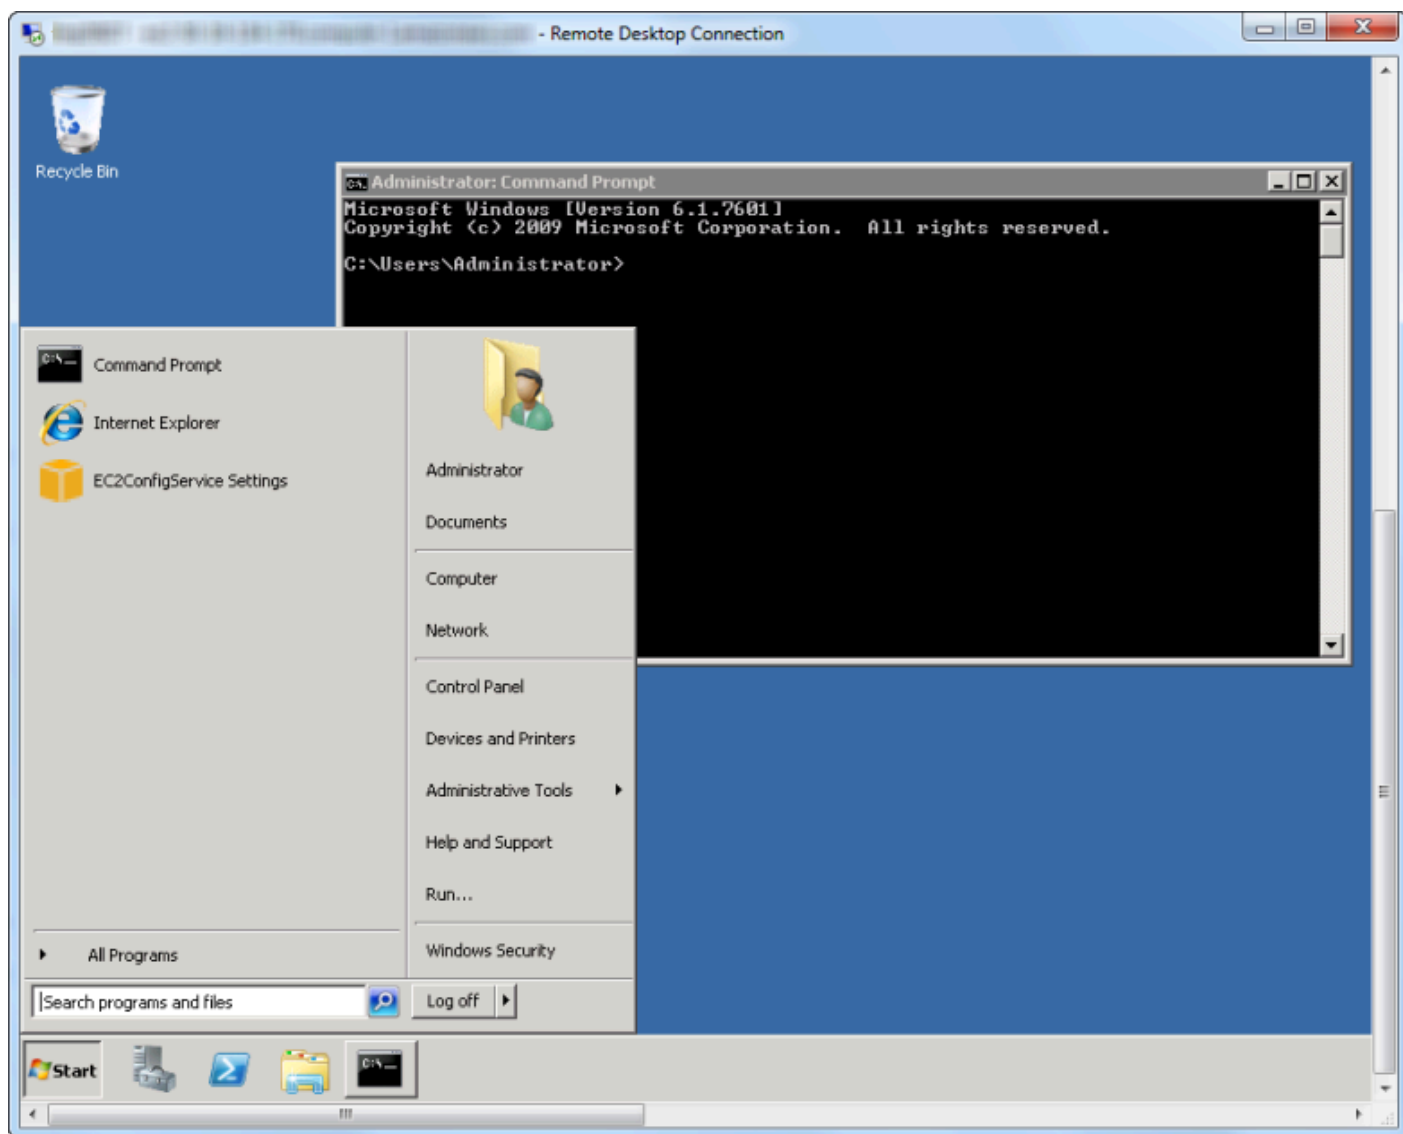 - Remote Desktop Connection
Recycle Bin
Administrator: Command Prompt
Microsoft Windows [Version 6.1.7601]
Copyright (c) 2009 Microsoft Corporation.  All rights reserved.
C:\Users\Administrator>
Command Prompt
Internet Explorer
EC2ConfigService Settings
All Programs
Search programs and files
Administrator
Documents
Computer
Network
Control Panel
Devices and Printers
Administrative Tools
Help and Support
Run...
Windows Security
Log off
Start